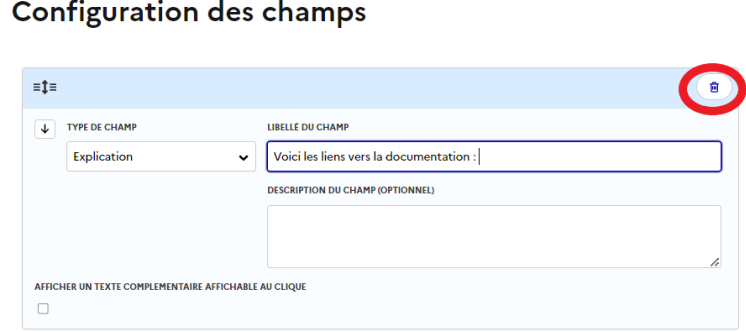 Configuration des champs
TYPE DE CHAMP
LIBELLÉ DU CHAMP
Explication
Voici les liens vers la documentation :
DESCRIPTION DU CHAMP (OPTIONNEL)
AFFICHER UN TEXTE COMPLEMENTAIRE AFFICHABLE AU CLIQUE